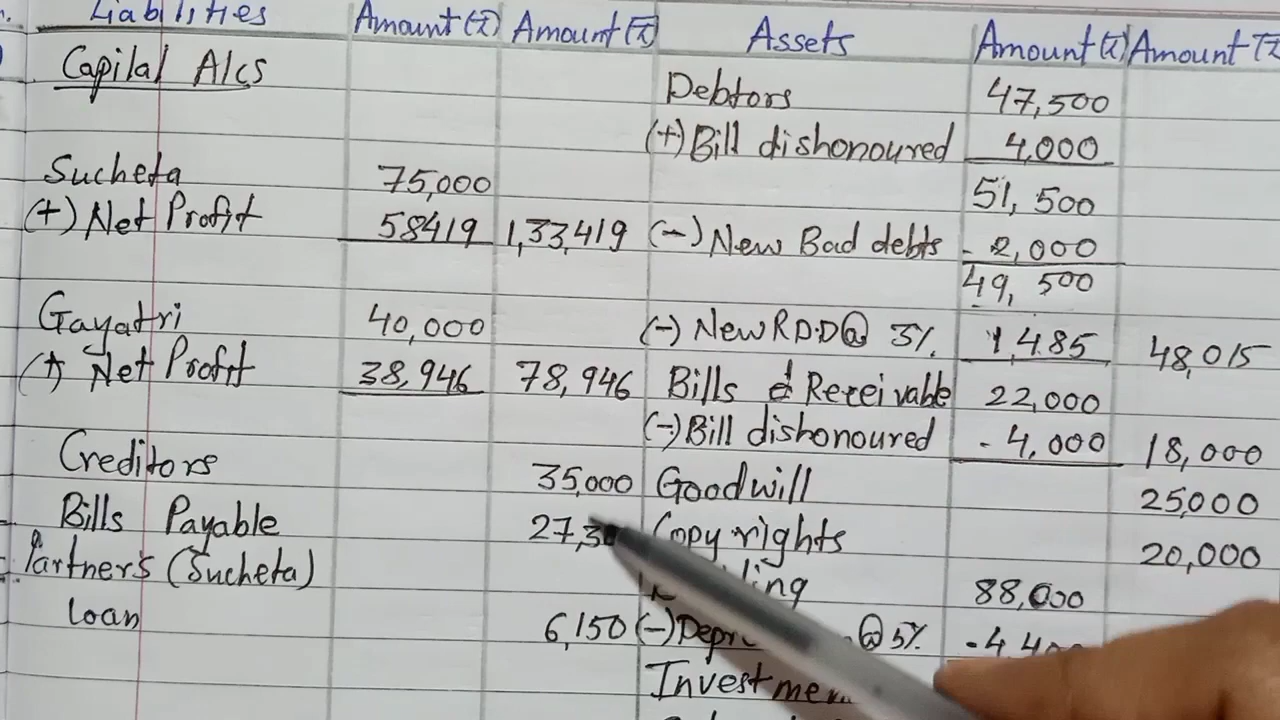 Liabilities Amount (₹) Amount (₹) Assets Amount (₹) Amount (₹)
Capital A/cs
Debtors 47,500
(+) Bill dishonoured 4,000
Sucheta 75,000 51,500
(+) Net Profit 58419 1,33,419 (-) New Bad debts - 2,000
49,500
Gayatri 40,000 (-) New R.D.D @ 3% 1,485 48,015
(+) Net Profit 38,946 78,946 Bills Receivable 22,000
(-) Bill dishonoured - 4,000 18,000
Creditors 35,000 Goodwill 25,000
Bills Payable Copyrights 20,000
Partner's (Sucheta) 88,000
Loan 6,150 (-) @ 5%